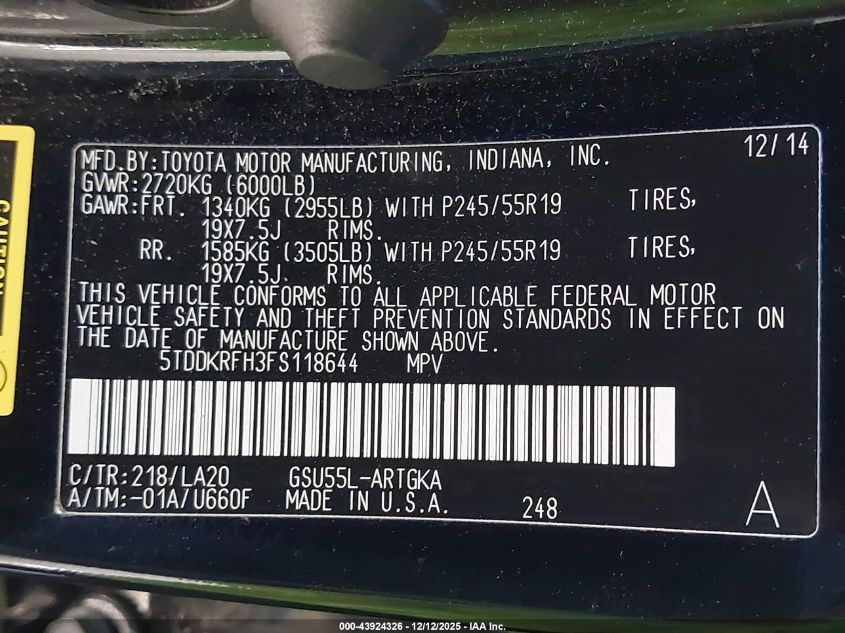 MFD.BY:TOYOTA MOTOR MANUFACTURING, INDIANA, INC. 12/14
GVWR:2720KG (6000LB)
GAWR:FRT. 1340KG (2955LB) WITH P245/55R19 TIRES,
19X7.5J RIMS.
RR. 1585KG (3505LB) WITH P245/55R19 TIRES,
19X7.5J RIMS.
THIS VEHICLE CONFORMS TO ALL APPLICABLE FEDERAL MOTOR
VEHICLE SAFETY AND THEFT PREVENTION STANDARDS IN EFFECT ON
THE DATE OF MANUFACTURE SHOWN ABOVE.
5TDDKRFH3FS118644 MPV
C/TR:218/LA20 GSU55L-ARTGKA
A/TM:-01A/U660F MADE IN U.S.A. 248 A
CAUTION
000-43924326 - 12/12/2025 - IAA Inc.